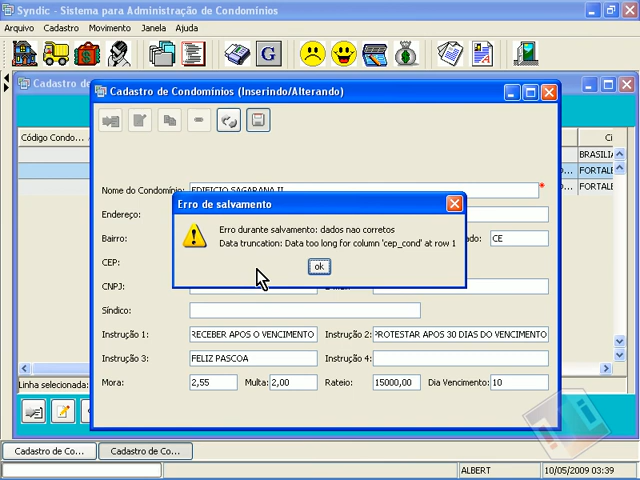 Syndic - Sistema para Administração de Condomínios
Arquivo Cadastro Movimento Janela Ajuda
G
Cadastro de
Cadastro de Condomínios (Inserindo/Alterando)
Código Condo...
Ci
BRASILIA
FORTALE
FORTALE
Nome do Condomínio: EDIFICIO SAGARANA II *
Erro de salvamento
Endereço:
Erro durante salvamento: dados nao corretos
Bairro:
CE
Data truncation: Data too long for column 'cep_cond' at row 1
CEP:
ok
CNPJ:
Síndico:
Instrução 1: RECEBER APOS O VENCIMENTO Instrução 2: PROTESTAR APOS 30 DIAS DO VENCIMENTO
Instrução 3: FELIZ PASCOA Instrução 4:
Mora: 2,55 Multa: 2,00 Rateio: 15000,00 Dia Vencimento: 10
Linha selecionada:
Cadastro de Co... Cadastro de Co...
ALBERT 10/05/2009 03:39